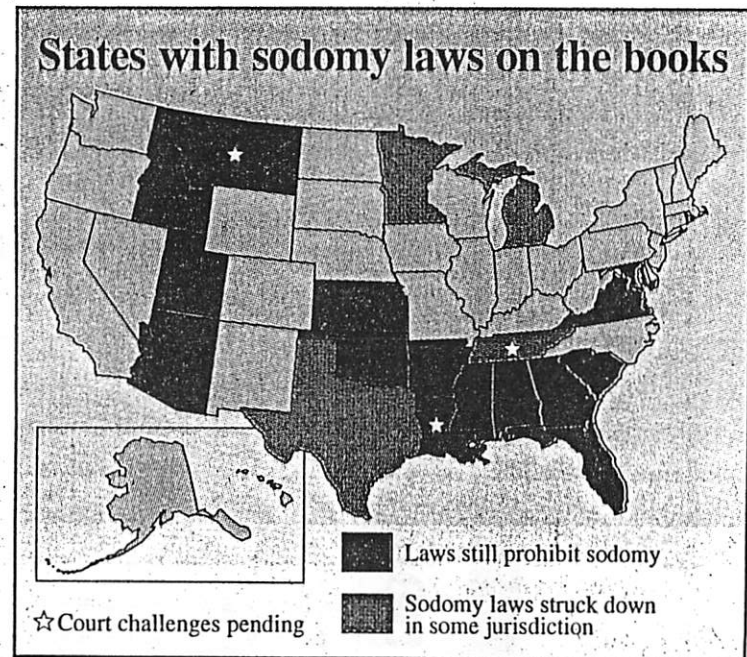 States with sodomy laws on the books
Laws still prohibit sodomy
☆Court challenges pending
Sodomy laws struck down
in some jurisdiction